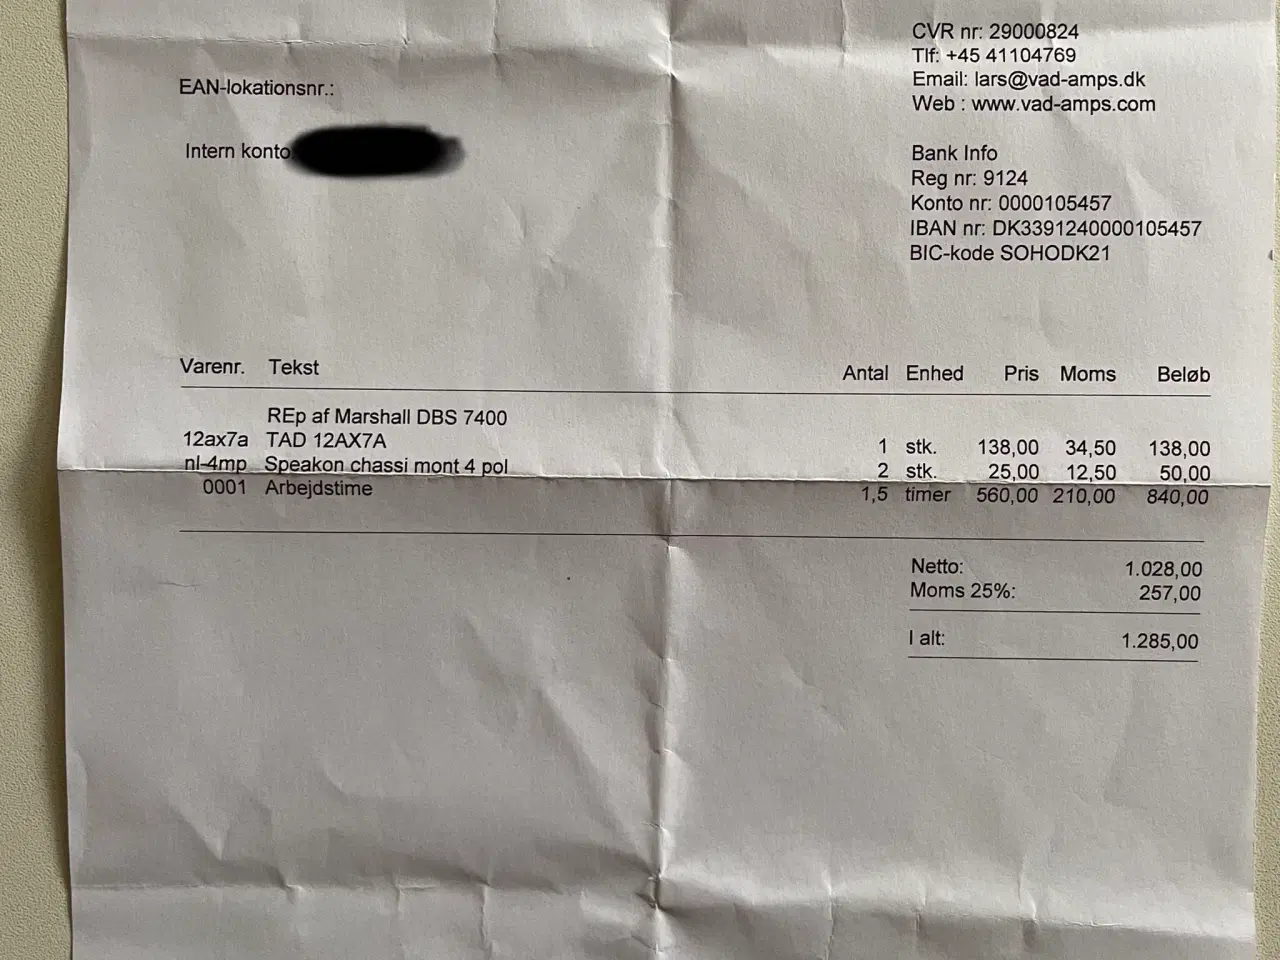 CVR nr: 29000824
Tlf: +45 41104769
Email: lars@vad-amps.dk
Web : www.vad-amps.com
EAN-lokationsnr.:
Intern konto:
Bank Info
Reg nr: 9124
Konto nr: 0000105457
IBAN nr: DK3391240000105457
BIC-kode SOHODK21
Varenr. Tekst Antal Enhed Pris Moms Beløb
REp af Marshall DBS 7400
12ax7a TAD 12AX7A 1 stk. 138,00 34,50 138,00
nl-4mp Speakon chassi mont 4 pol 2 stk. 25,00 12,50 50,00
0001 Arbejdstime 1,5 timer 560,00 210,00 840,00
Netto: 1.028,00
Moms 25%: 257,00
I alt: 1.285,00